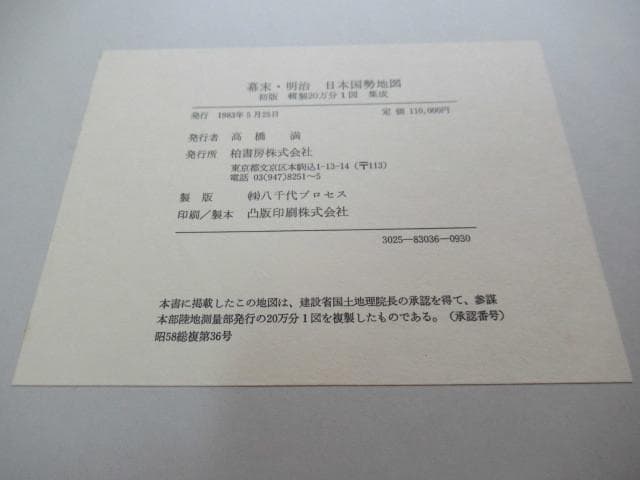 幕末・明治 日本国勢地図
初版 輯製20万分1図 集成
発行 1983年5月25日 定価 110,000円
発行者 高橋 満
発行所 柏書房株式会社
東京都文京区本駒込1-13-14(〒113)
電話 03(947)8251〜5
製版 ㈱八千代プロセス
印刷/製本 凸版印刷株式会社
3025-83036-0930
本書に掲載したこの地図は、建設省国土地理院長の承認を得て、参謀
本部陸地測量部発行の20万分1図を複製したものである。(承認番号)
昭58総複第36号